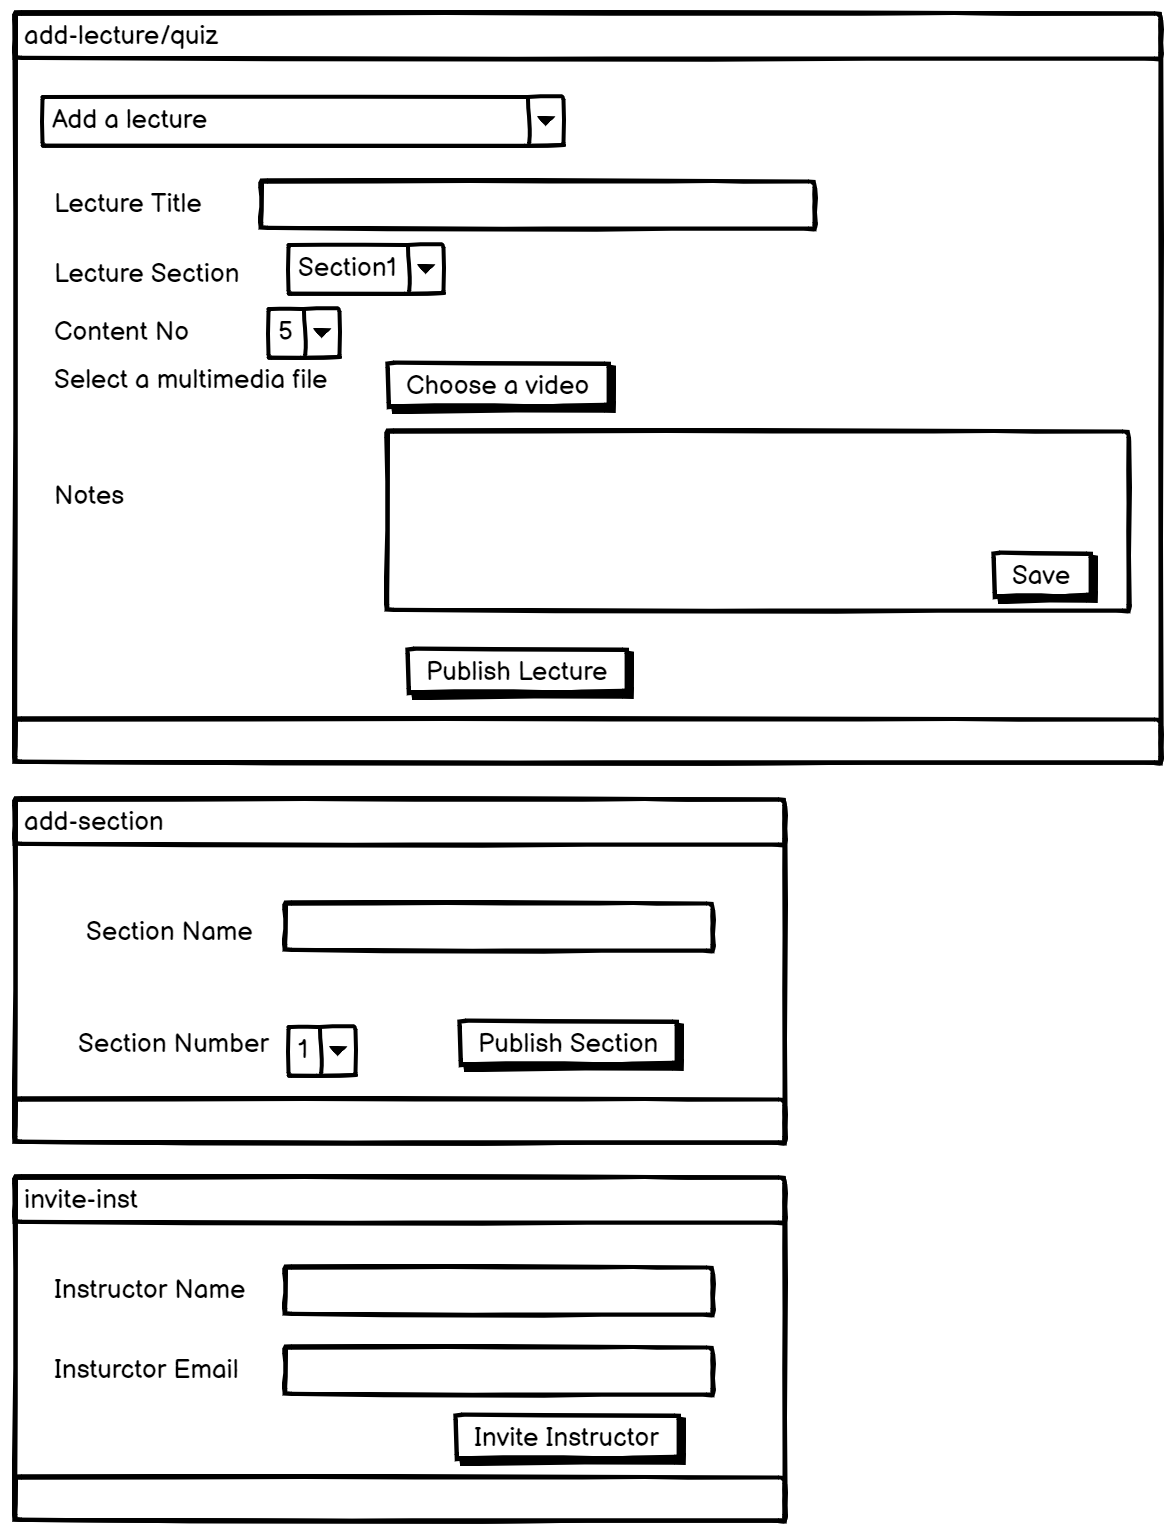 add-lecture/quiz
Add a lecture
Lecture Title
Lecture Section Section1
Content No 5
Select a multimedia file Choose a video
Notes
Save
Publish Lecture
add-section
Section Name
Section Number 1 Publish Section
invite-inst
Instructor Name
Insturctor Email
Invite Instructor